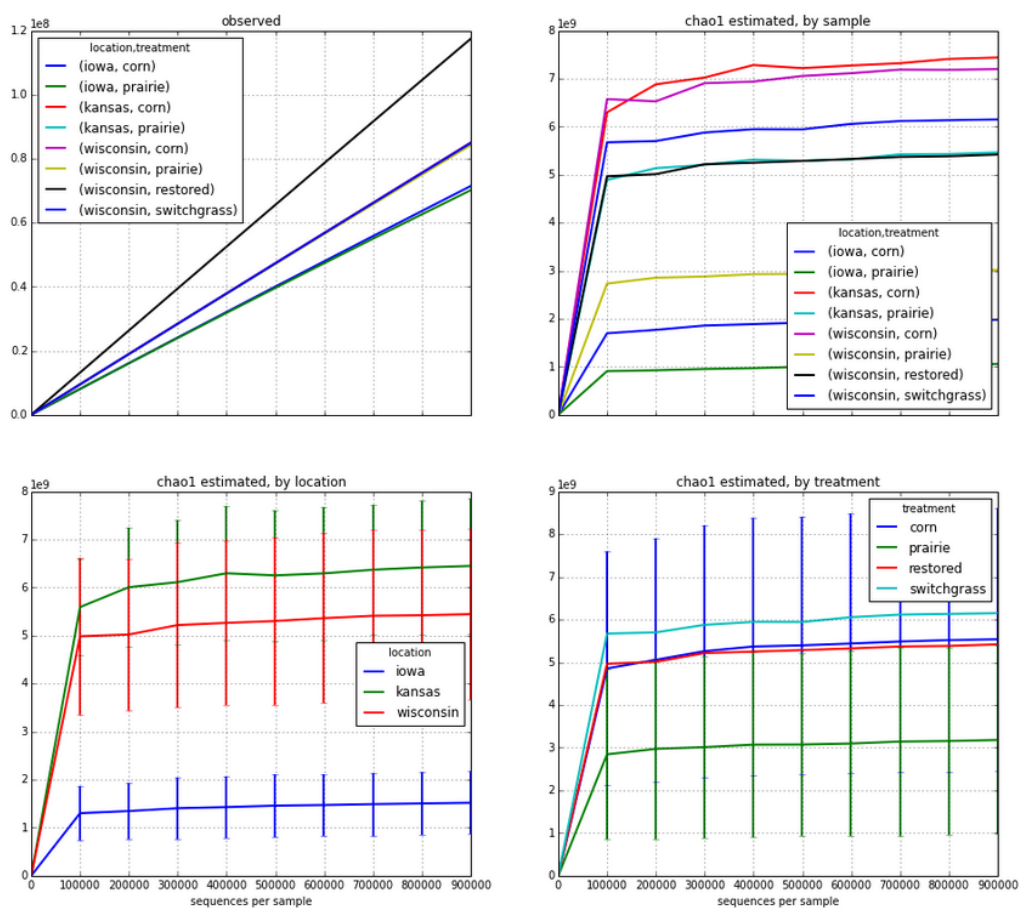 observed
1e8
1.2
1.0
0.8
0.6
0.4
0.2
0.0
location,treatment
(iowa, corn)
(iowa, prairie)
(kansas, corn)
(kansas, prairie)
(wisconsin, corn)
(wisconsin, prairie)
(wisconsin, restored)
(wisconsin, switchgrass)
chao1 estimated, by sample
1e9
8
7
6
5
4
3
2
1
0
location,treatment
(iowa, corn)
(iowa, prairie)
(kansas, corn)
(kansas, prairie)
(wisconsin, corn)
(wisconsin, prairie)
(wisconsin, restored)
(wisconsin, switchgrass)
chao1 estimated, by location
1e9
8
7
6
5
4
3
2
1
0
location
iowa
kansas
wisconsin
0 100000 200000 300000 400000 500000 600000 700000 800000 900000
sequences per sample
chao1 estimated, by treatment
1e9
9
8
7
6
5
4
3
2
1
0
treatment
corn
prairie
restored
switchgrass
0 100000 200000 300000 400000 500000 600000 700000 800000 900000
sequences per sample